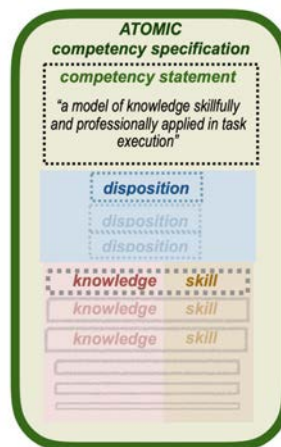 ATOMIC
competency specification
competency statement
“a model of knowledge skillfully
and professionally applied in task
execution”
disposition
disposition
disposition
knowledge skill
knowledge skill
knowledge skill